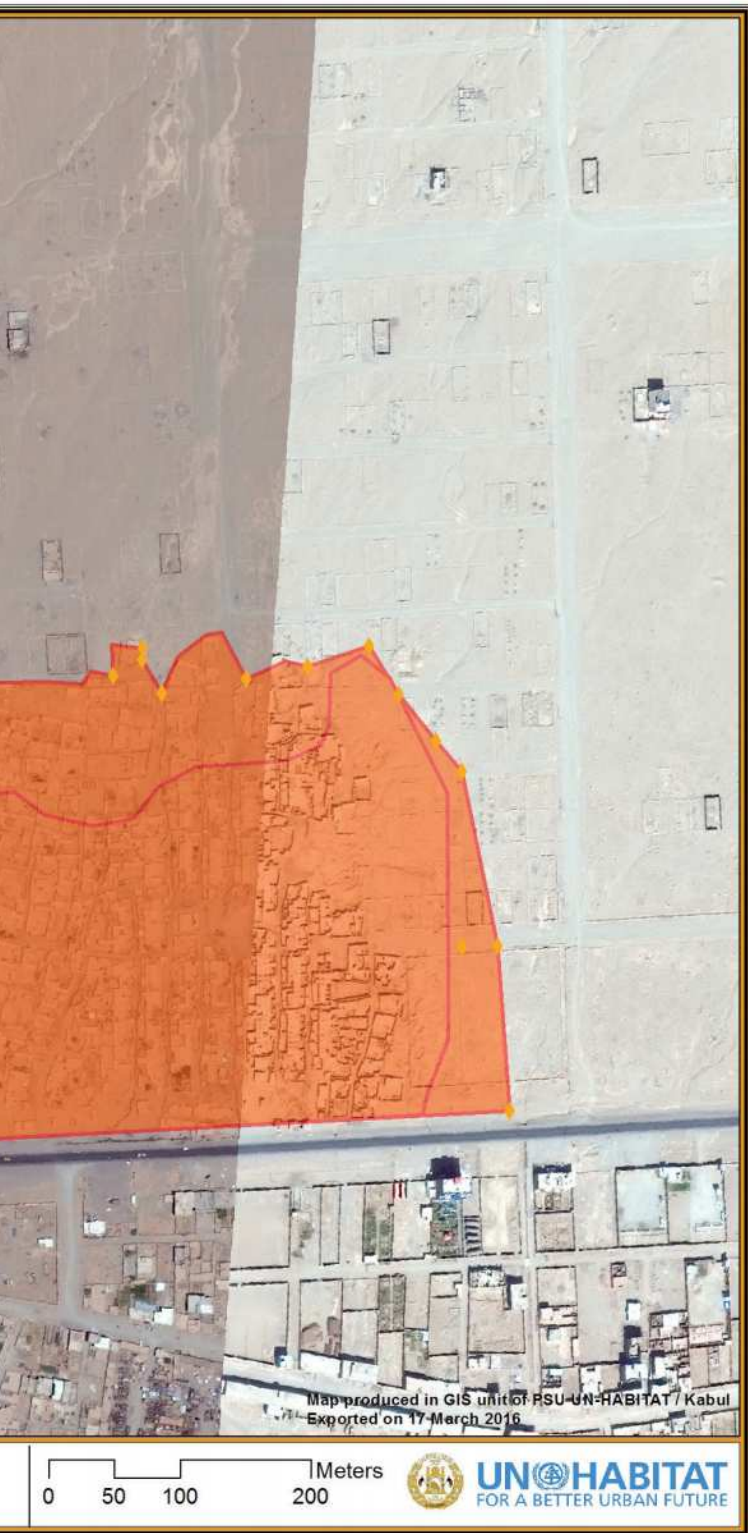 Map produced in GIS unit of PSU-UN-HABITAT / Kabul
Exported on 17 March 2016
Meters
0 50 100 200
UN HABITAT
FOR A BETTER URBAN FUTURE